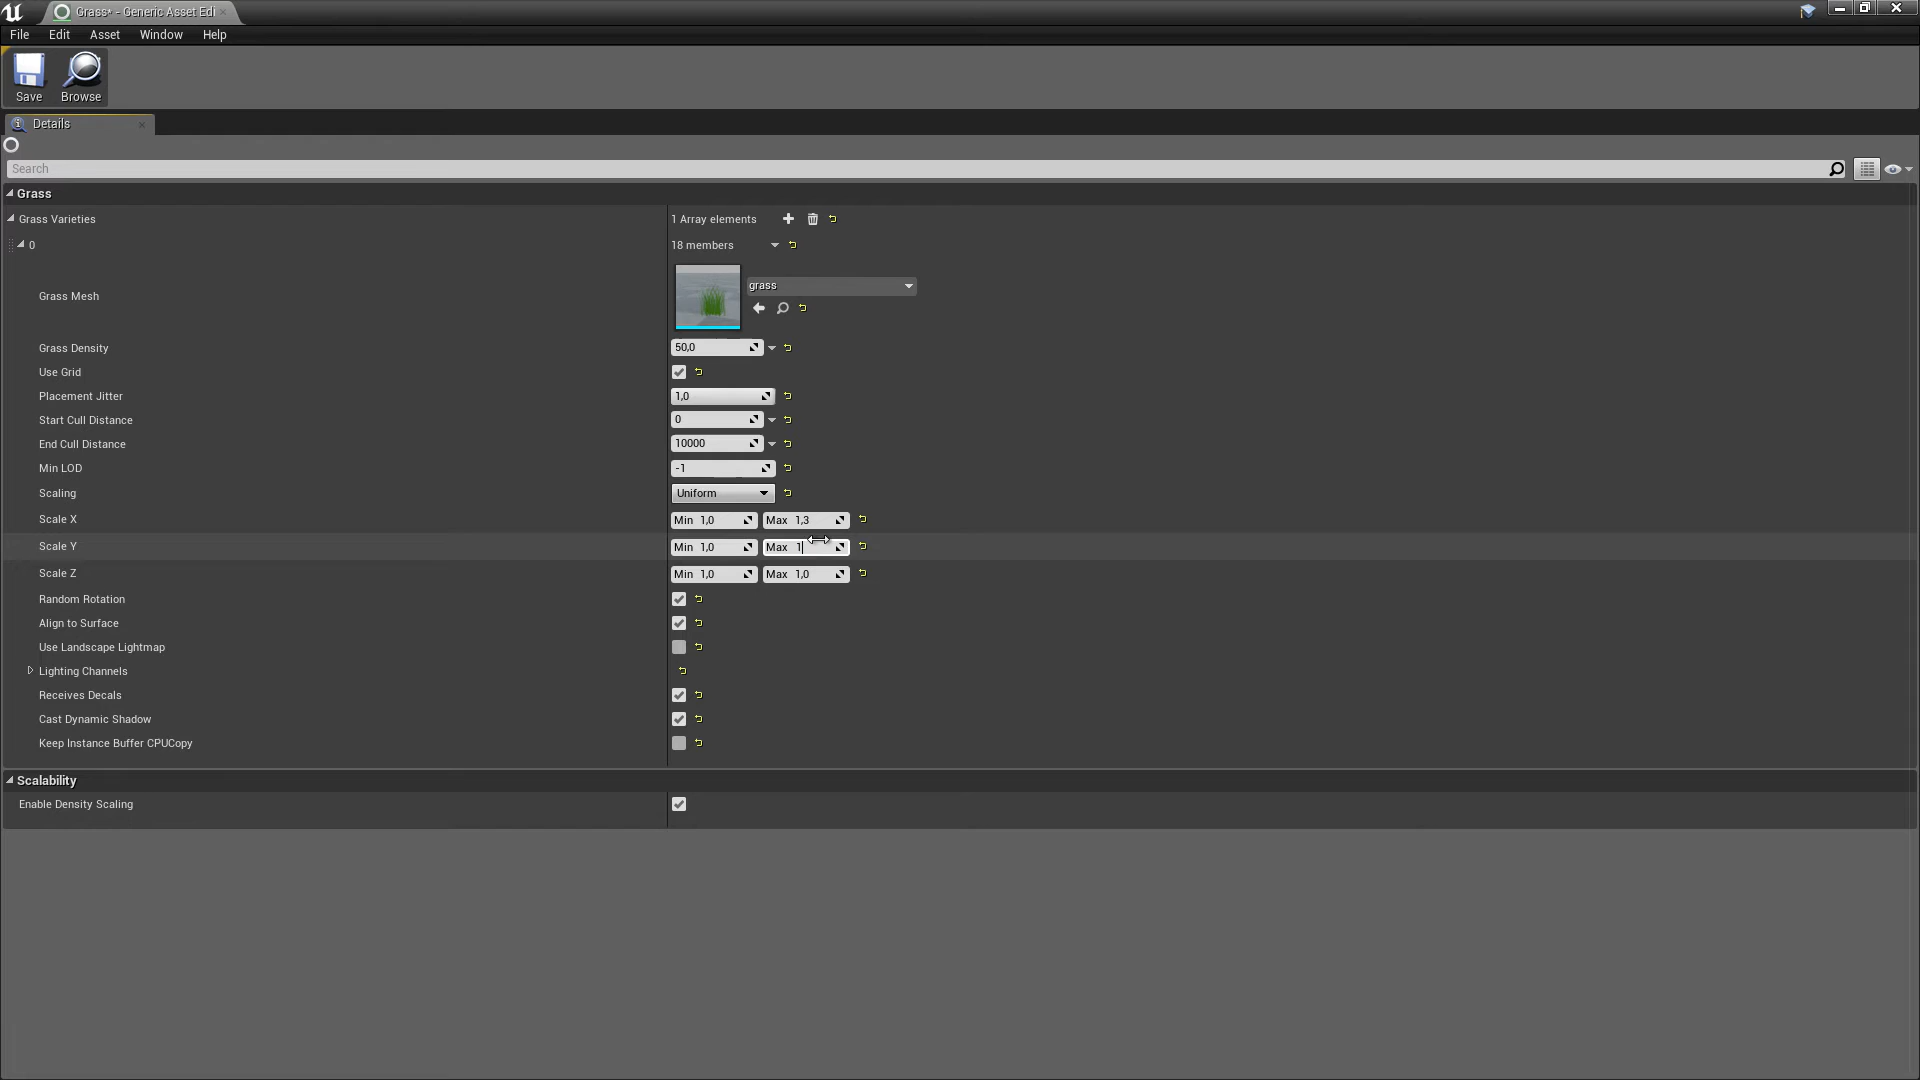 Grass* - Generic Asset Edi
File Edit Asset Window Help
Save Browse
Details
Search
Grass
Grass Varieties 1 Array elements
0 18 members
Grass Mesh grass
Grass Density 50,0
Use Grid
Placement Jitter 1,0
Start Cull Distance 0
End Cull Distance 10000
Min LOD -1
Scaling Uniform
Scale X Min 1,0 Max 1,3
Scale Y Min 1,0 Max 1
Scale Z Min 1,0 Max 1,0
Random Rotation
Align to Surface
Use Landscape Lightmap
Lighting Channels
Receives Decals
Cast Dynamic Shadow
Keep Instance Buffer CPUCopy
Scalability
Enable Density Scaling